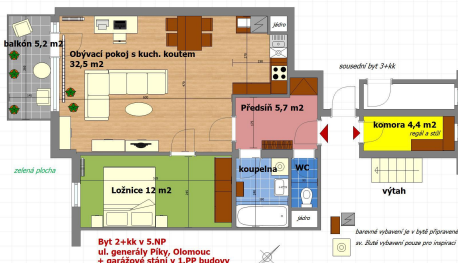 jádro
balkón 5,2 m2
Obývací pokoj s kuch. koutem
32,5 m2
sousední byt 3+kk
Předsíň 5,7 m2
komora 4,4 m2
regál a stůl
zelená plocha
koupelna
WC
Ložnice 12 m2
výtah
jádro
barevné vybavení je v bytě připravené
sv. žluté vybavení pouze pro inspiraci
Byt 2+kk v 5.NP
ul. generály Píky, Olomouc
+ garážové stání v 1.PP budovy